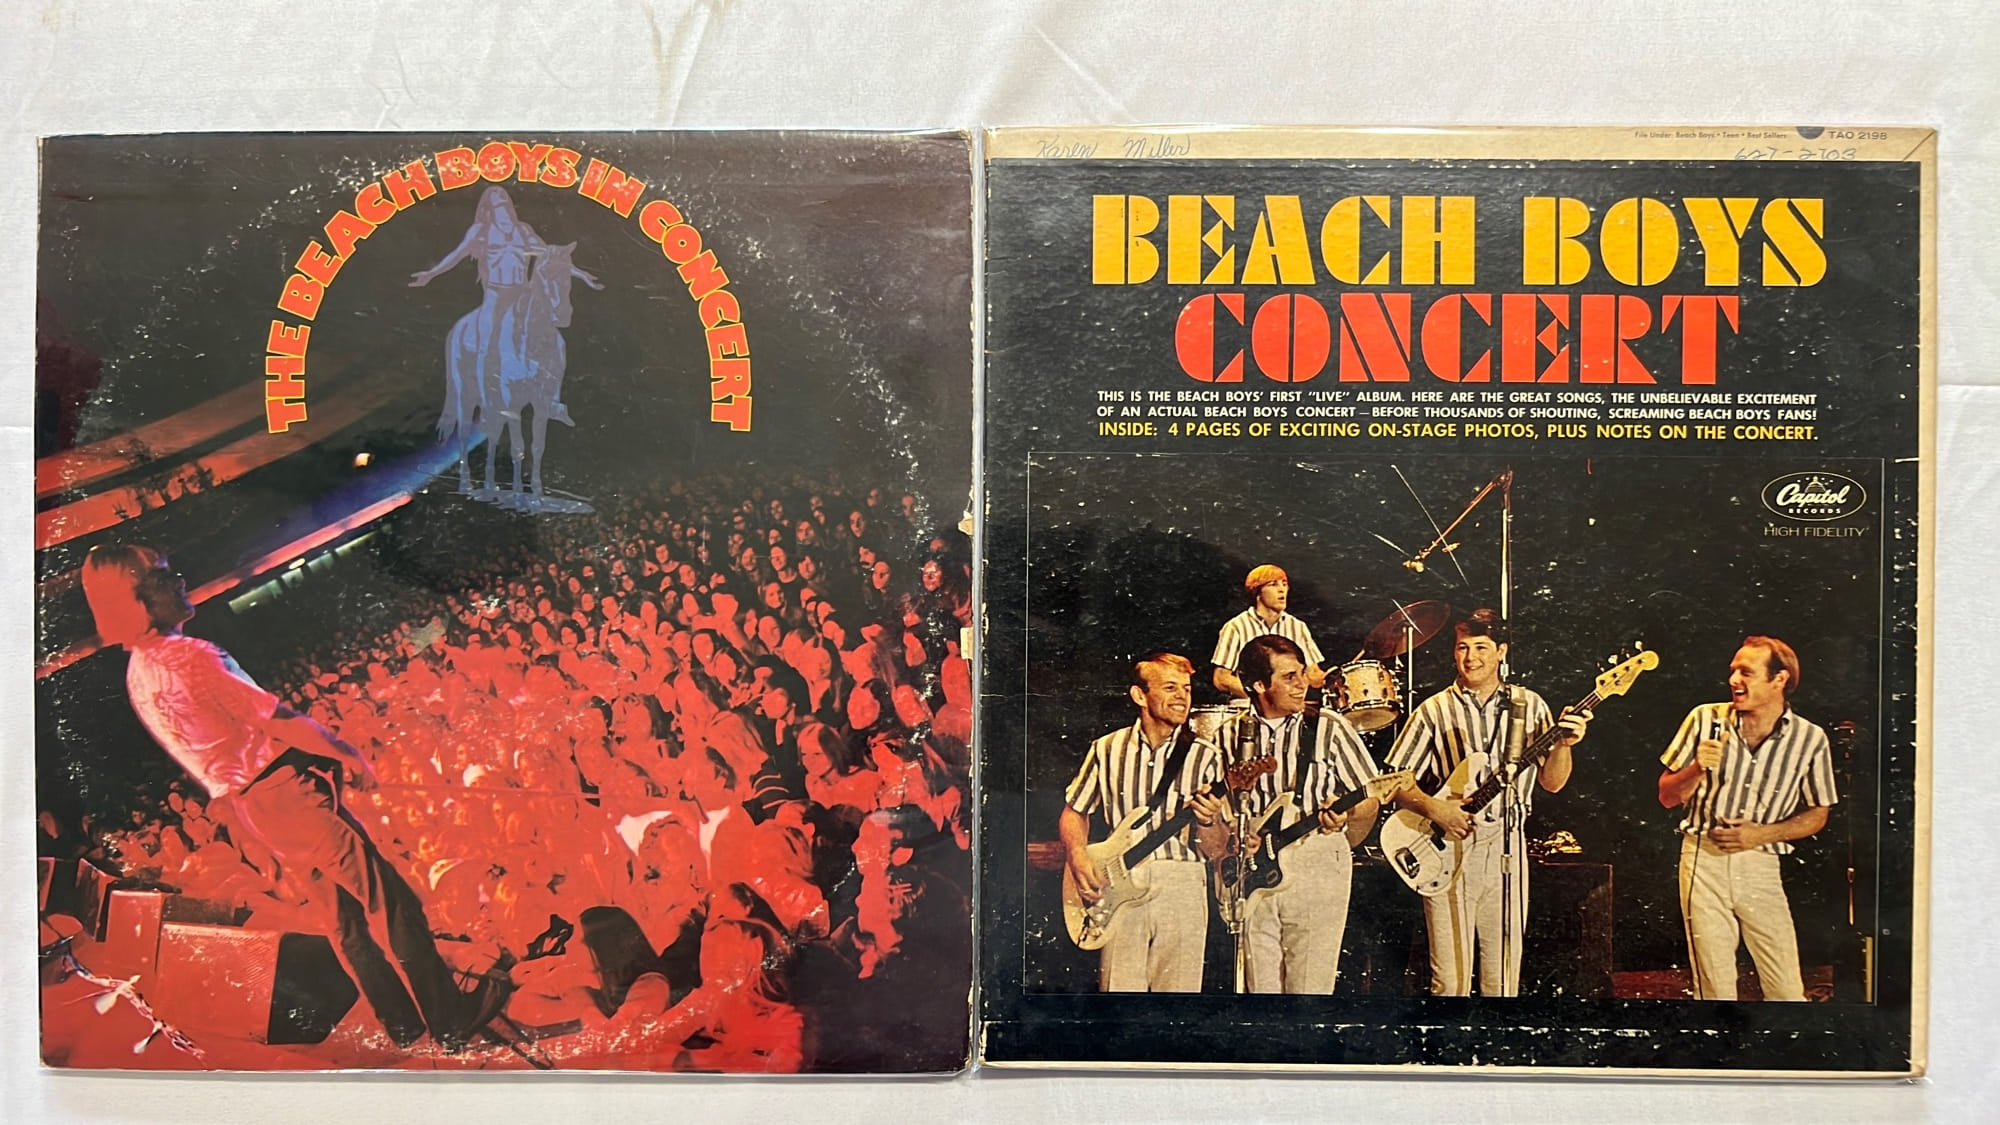 THE BEACH BOYS IN CONCERT
Karen Miller
File Under: Beach Boys • Teen • Best Sellers
TAO 2198
627-2703
BEACH BOYS
CONCERT
THIS IS THE BEACH BOYS' FIRST "LIVE" ALBUM. HERE ARE THE GREAT SONGS, THE UNBELIEVABLE EXCITEMENT
OF AN ACTUAL BEACH BOYS CONCERT — BEFORE THOUSANDS OF SHOUTING, SCREAMING BEACH BOYS FANS!
INSIDE: 4 PAGES OF EXCITING ON-STAGE PHOTOS, PLUS NOTES ON THE CONCERT.
Capitol
RECORDS
HIGH FIDELITY